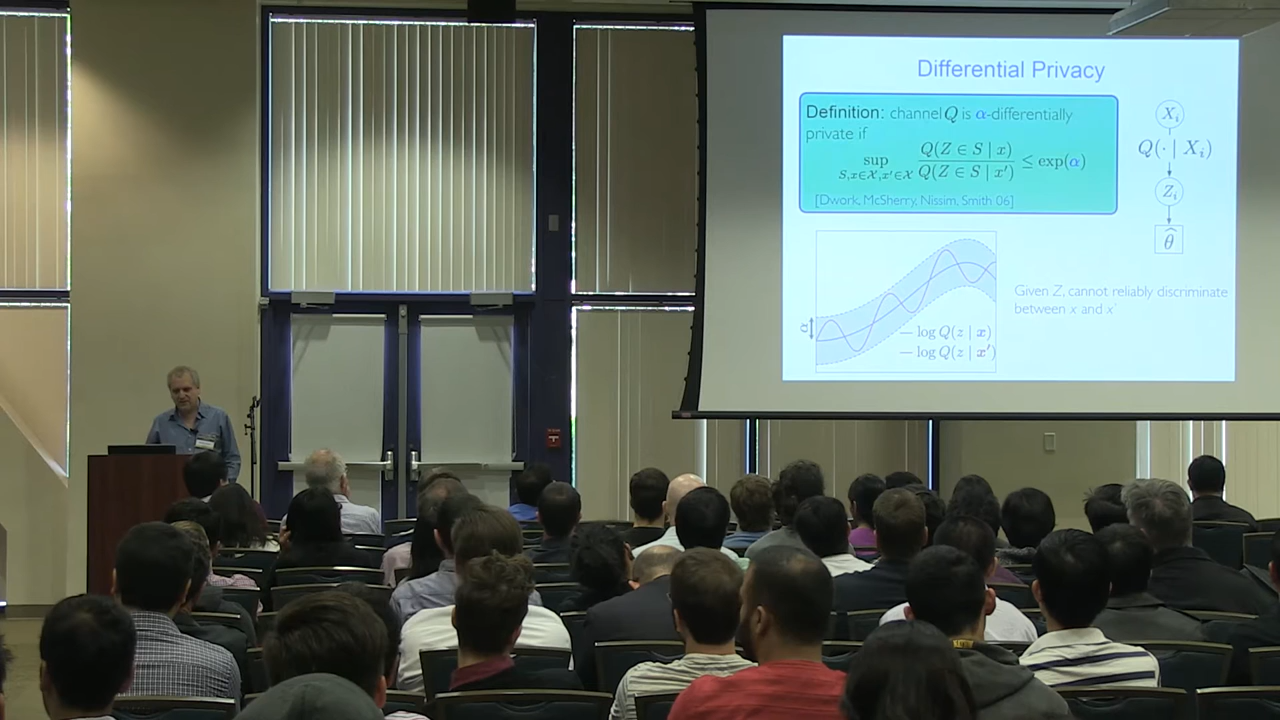 Differential Privacy
Definition: channel Q is α-differentially
private if
sup Q(Z ∈ S | x) / Q(Z ∈ S | x′) ≤ exp(α)
S,x∈X,x′∈X
[Dwork, McSherry, Nissim, Smith 06]
X_i
Q(· | X_i)
Z_i
θ̂
Given Z, cannot reliably discriminate
between x and x′
α
— log Q(z | x)
— log Q(z | x′)